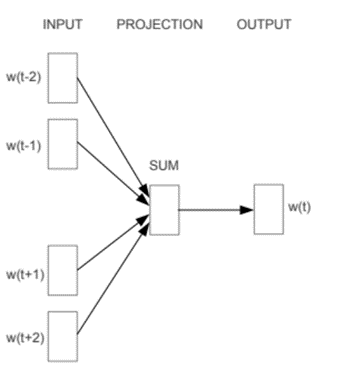 INPUT PROJECTION OUTPUT
w(t-2)
w(t-1)
SUM
w(t)
w(t+1)
w(t+2)